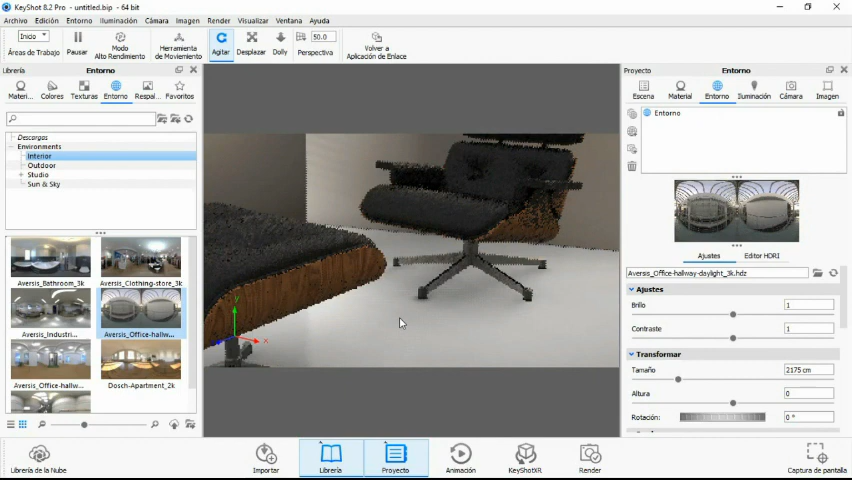 KeyShot 8.2 Pro - untitled.bip - 64 bit
Archivo Edición Entorno Iluminación Cámara Imagen Render Visualizar Ventana Ayuda
Inicio
Áreas de Trabajo
Pausar
Modo
Alto Rendimiento
Herramienta
de Moviemiento
Agitar
Desplazar
Dolly
50.0
Perspectiva
Volver a
Aplicación de Enlace
Librería
Entorno
Materi...
Colores
Texturas
Entorno
Respal...
Favoritos
Descargas
Environments
Interior
Outdoor
Studio
Sun & Sky
Aversis_Bathroom_3k
Aversis_Clothing-store_3k
Aversis_Industri...
Aversis_Office-hallw...
Aversis_Office-hallw...
Dosch-Apartment_2k
Y
X
Proyecto
Entorno
Escena
Material
Entorno
Iluminación
Cámara
Imagen
Entorno
Ajustes
Editor HDRI
Aversis_Office-hallway-daylight_3k.hdz
Ajustes
Brillo
1
Contraste
1
Transformar
Tamaño
2175 cm
Altura
0
Rotación:
0 °
Librería de la Nube
Importar
Librería
Proyecto
Animación
KeyShotXR
Render
Captura de pantalla